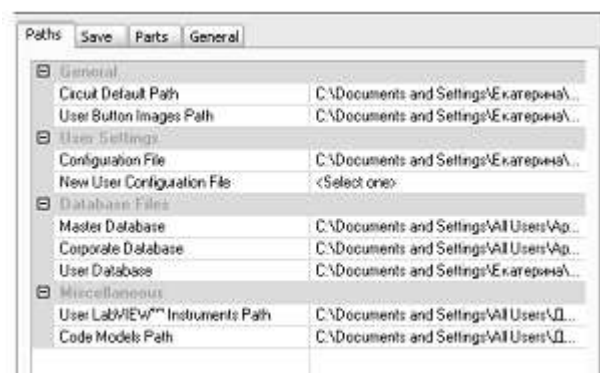 Paths Save Parts General
General
Circuit Default Path C:\Documents and Settings\Екатерина\...
User Button Images Path C:\Documents and Settings\Екатерина\...
User Settings
Configuration File C:\Documents and Settings\Екатерина\...
New User Configuration File <Select one>
Database Files
Master Database C:\Documents and Settings\All Users\Ap...
Corporate Database C:\Documents and Settings\All Users\Ap...
User Database C:\Documents and Settings\Екатерина\...
Miscellaneous
User LabVIEW™ Instruments Path C:\Documents and Settings\All Users\Д...
Code Models Path C:\Documents and Settings\All Users\Д...